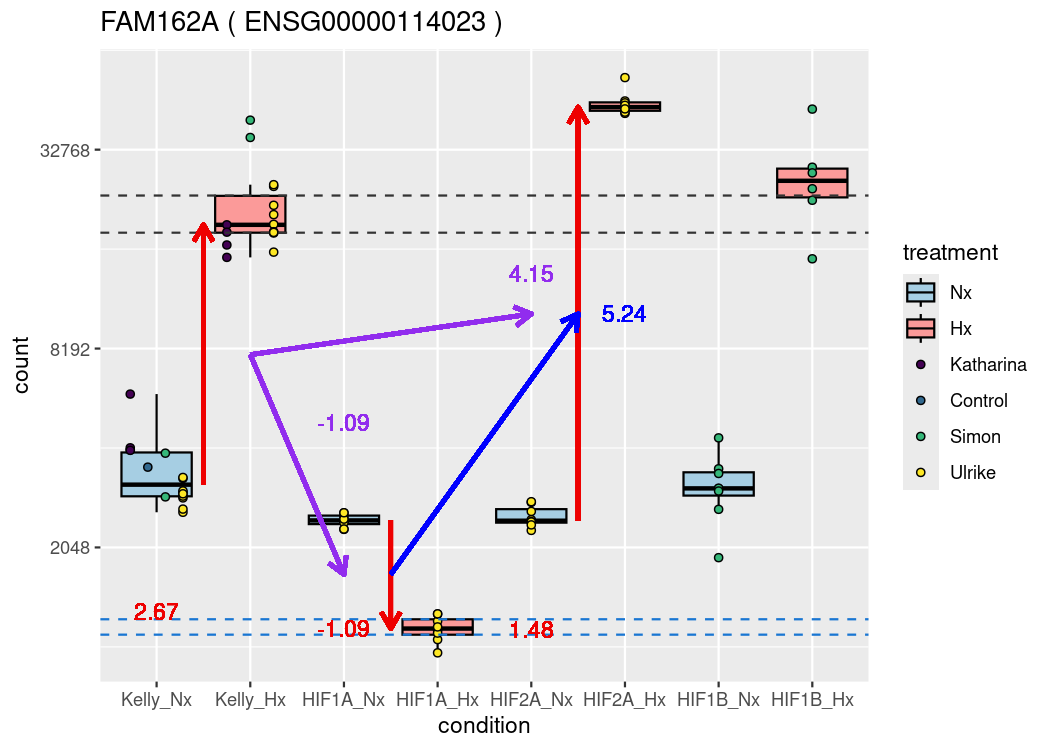 FAM162A ( ENSG00000114023 )
count
32768
8192
2048
4.15
5.24
-1.09
2.67
-1.09
1.48
Kelly_Nx Kelly_Hx HIF1A_Nx HIF1A_Hx HIF2A_Nx HIF2A_Hx HIF1B_Nx HIF1B_Hx
condition
treatment
Nx
Hx
Katharina
Control
Simon
Ulrike